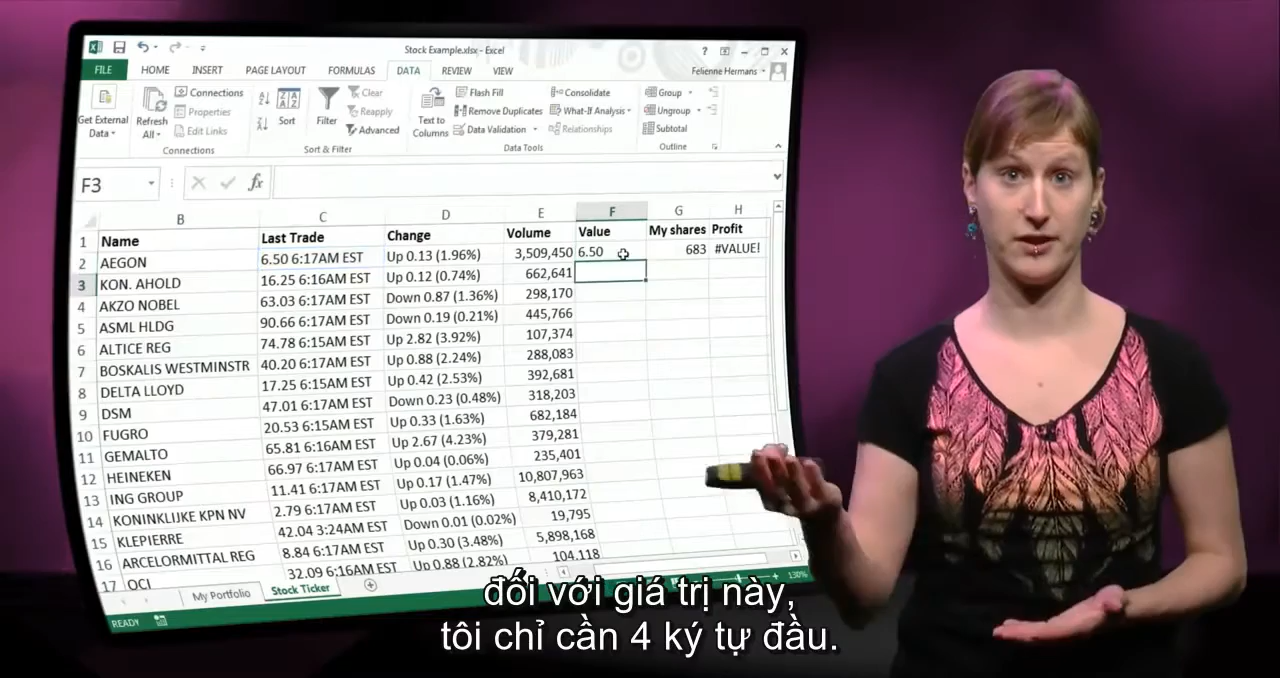 Stock Example.xlsx - Excel
FILE HOME INSERT PAGE LAYOUT FORMULAS DATA REVIEW VIEW Felienne Hermans
Get External Data
Refresh All
Connections
Properties
Edit Links
Connections
Sort
Filter
Clear
Reapply
Advanced
Sort & Filter
Text to Columns
Flash Fill
Remove Duplicates
Data Validation
Consolidate
What-If Analysis
Relationships
Data Tools
Group
Ungroup
Subtotal
Outline
F3 fx
B C D E F G H
1 Name Last Trade Change Volume Value My shares Profit
2 AEGON 6.50 6:17AM EST Up 0.13 (1.96%) 3,509,450 6.50 683 #VALUE!
3 KON. AHOLD 16.25 6:16AM EST Up 0.12 (0.74%) 662,641
4 AKZO NOBEL 63.03 6:17AM EST Down 0.87 (1.36%) 298,170
5 ASML HLDG 90.66 6:17AM EST Down 0.19 (0.21%) 445,766
6 ALTICE REG 74.78 6:15AM EST Up 2.82 (3.92%) 107,374
7 BOSKALIS WESTMINSTR 40.20 6:17AM EST Up 0.88 (2.24%) 288,083
8 DELTA LLOYD 17.25 6:15AM EST Up 0.42 (2.53%) 392,681
9 DSM 47.01 6:17AM EST Down 0.23 (0.48%) 318,203
10 FUGRO 20.53 6:15AM EST Up 0.33 (1.63%) 682,184
11 GEMALTO 65.81 6:16AM EST Up 2.67 (4.23%) 379,281
12 HEINEKEN 66.97 6:17AM EST Up 0.04 (0.06%) 235,401
13 ING GROUP 11.41 6:17AM EST Up 0.17 (1.47%) 10,807,963
14 KONINKLIJKE KPN NV 2.79 6:17AM EST Up 0.03 (1.16%) 8,410,172
15 KLEPIERRE 42.04 3:24AM EST Down 0.01 (0.02%) 19,795
16 ARCELORMITTAL REG 8.84 6:17AM EST Up 0.30 (3.48%) 5,898,168
17 OCI 32.09 6:16AM EST Up 0.88 (2.82%) 104,118
My Portfolio Stock Ticker
READY 130%
đối với giá trị này,
tôi chỉ cần 4 ký tự đầu.